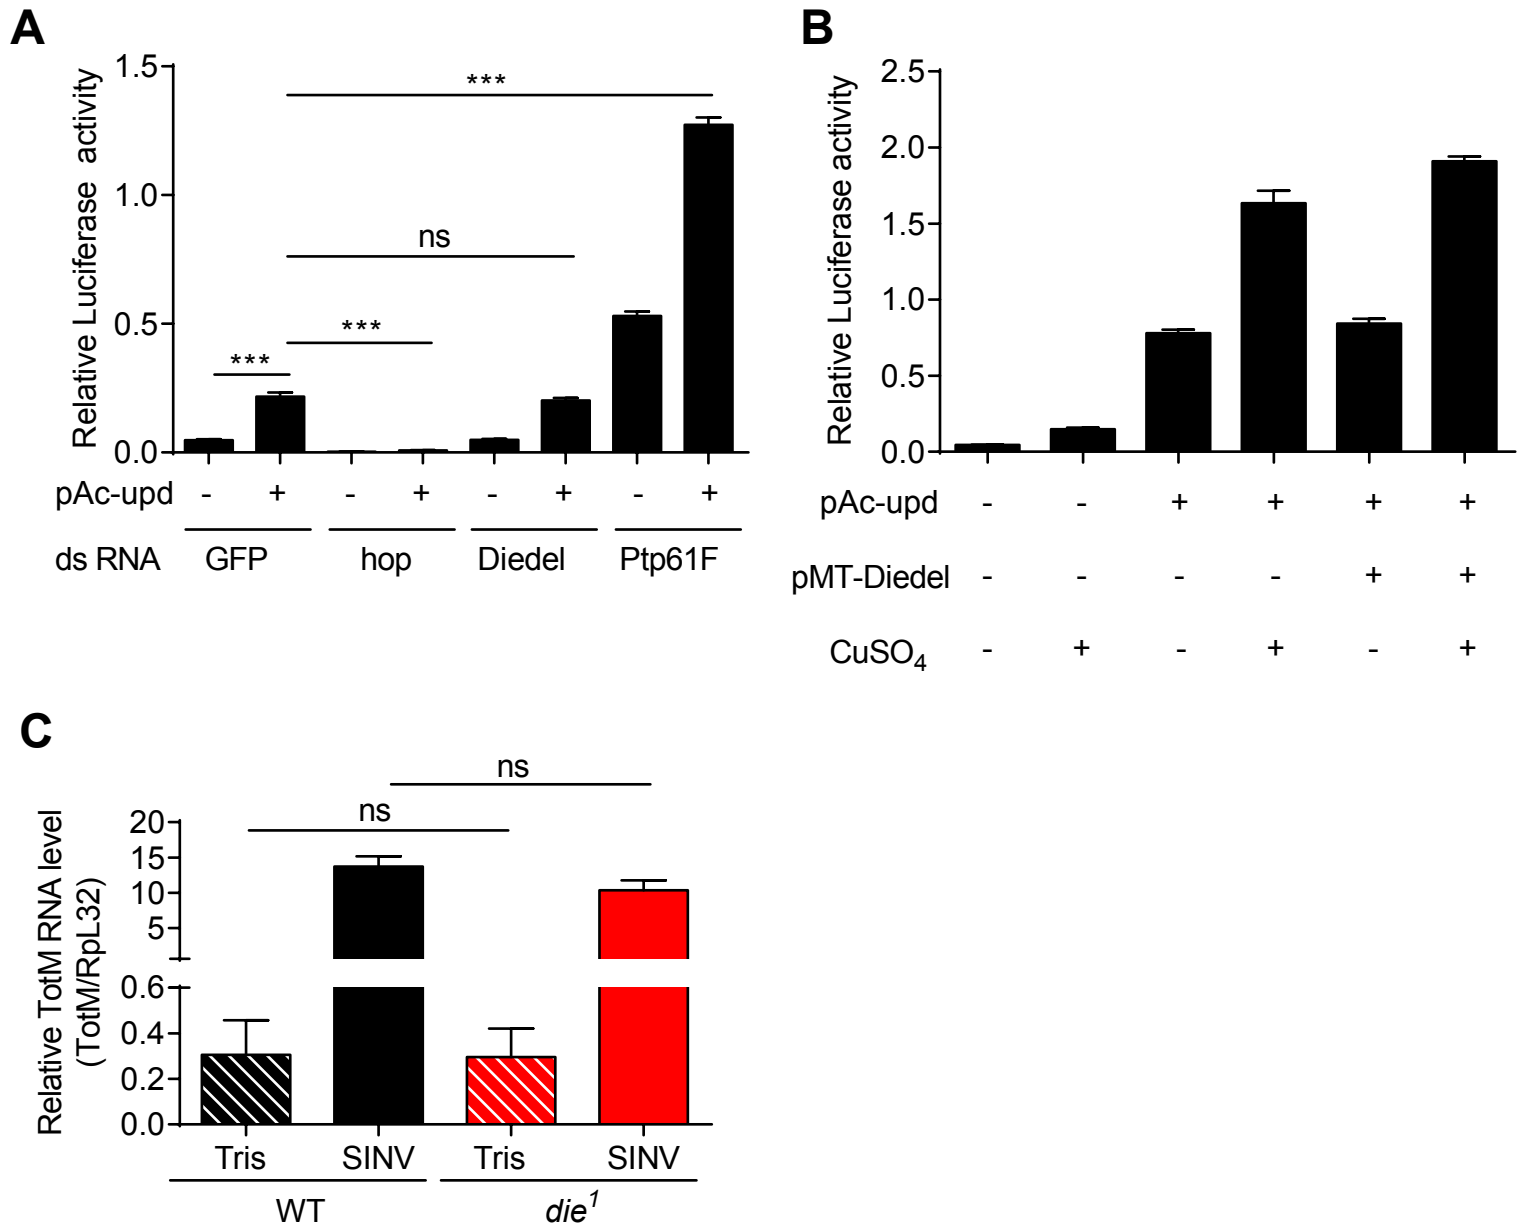 A
Relative Luciferase activity
1.5
1.0
0.5
0.0
***
ns
***
***
pAc-upd - + - + - + - +
ds RNA GFP hop Diedel Ptp61F
B
Relative Luciferase activity
2.5
2.0
1.5
1.0
0.5
0.0
pAc-upd - - + + + +
pMT-Diedel - - - - + +
CuSO4 - + - + - +
C
Relative TotM RNA level
(TotM/RpL32)
ns
ns
20
15
10
5
0.6
0.4
0.2
0.0
Tris SINV Tris SINV
WT die1